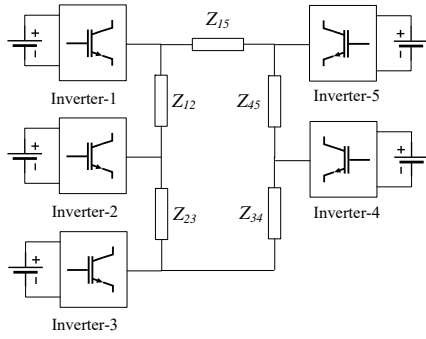 Z15
+
-
+
-
Inverter-1
Z12
Z45
Inverter-5
+
-
+
-
Inverter-2
Z23
Z34
Inverter-4
+
-
Inverter-3